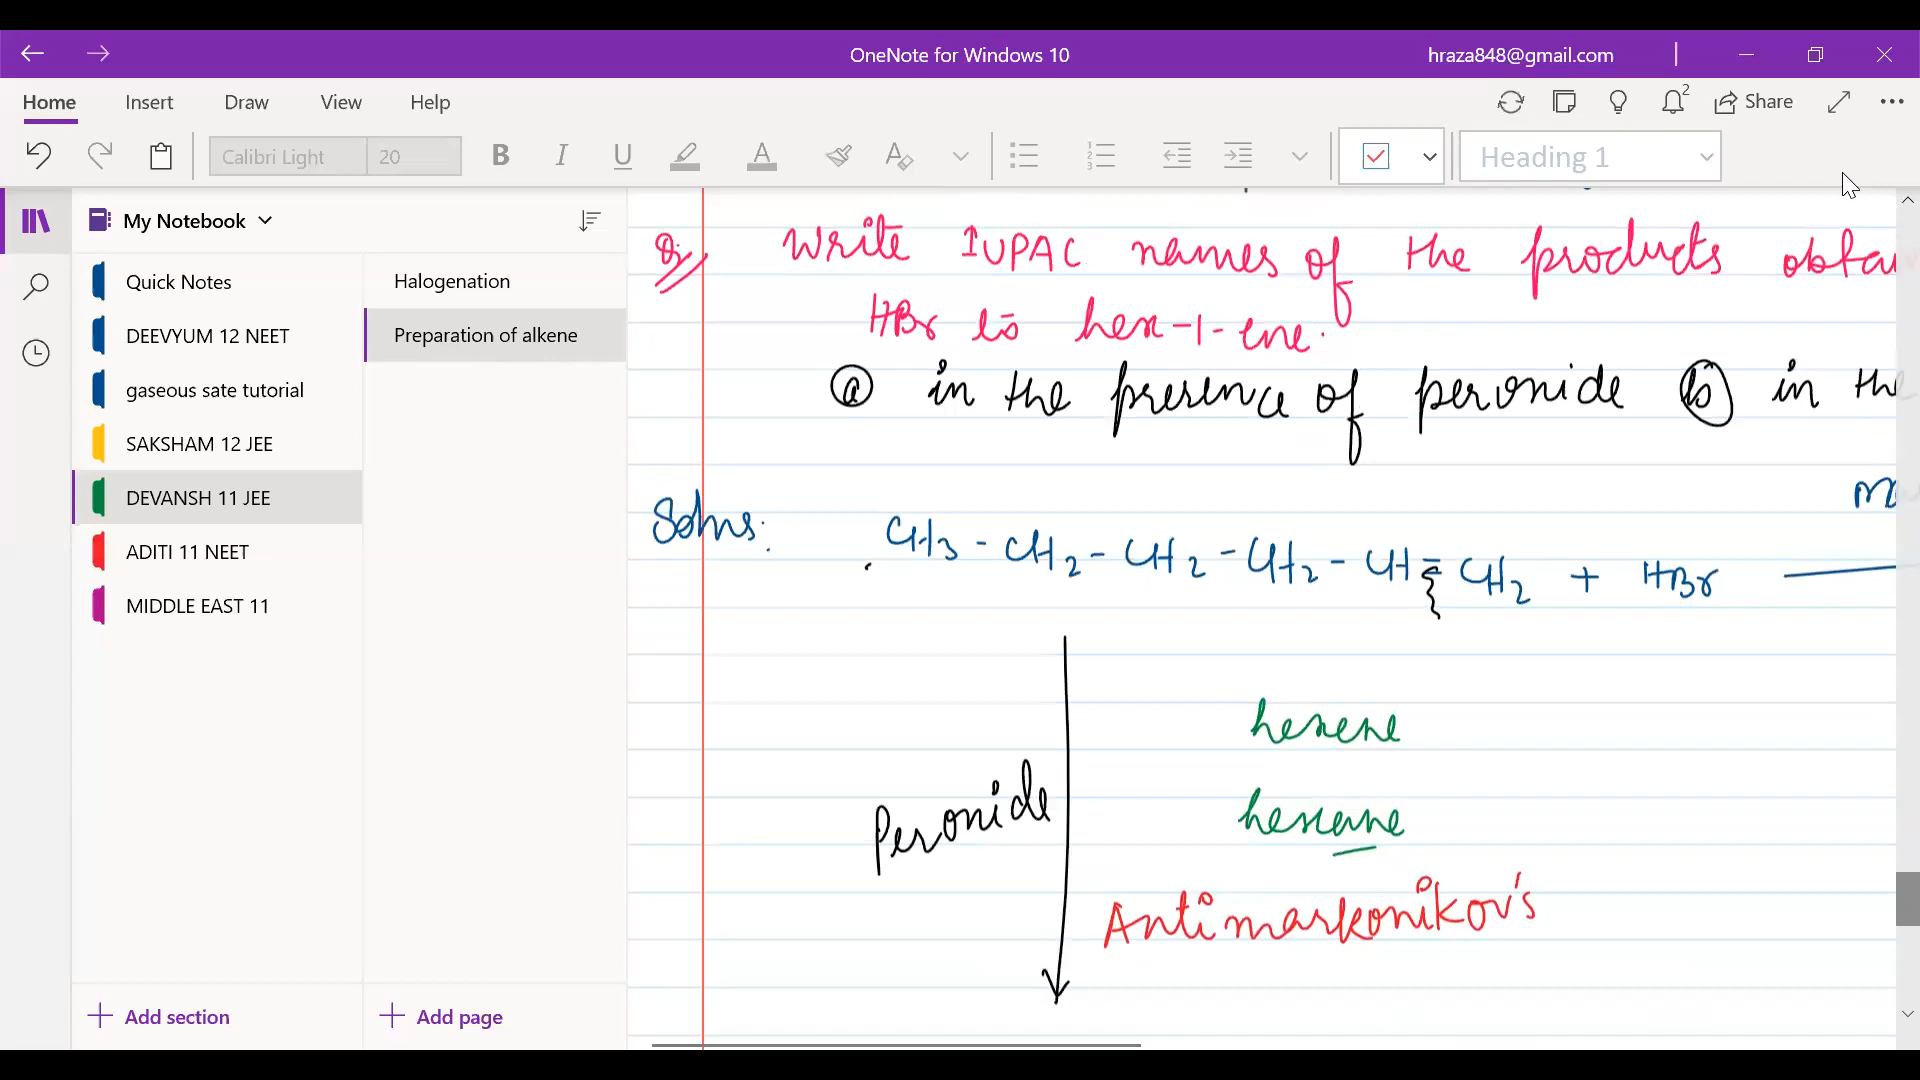 OneNote for Windows 10
hraza848@gmail.com
Home Insert Draw View Help
2 Share
Calibri Light 20 B I U A A Heading 1
My Notebook
Quick Notes
DEEVYUM 12 NEET
gaseous sate tutorial
SAKSHAM 12 JEE
DEVANSH 11 JEE
ADITI 11 NEET
MIDDLE EAST 11
Add section
Halogenation
Preparation of alkene
Add page
Q: Write IUPAC names of the products obtai
HBr to hex-1-ene.
(a) in the presence of peroxide (b) in the
Solns: CH3 - CH2 - CH2 - CH2 - CH = CH2 + HBr
Peroxide
hexene
hexane
Antimarkonikov's